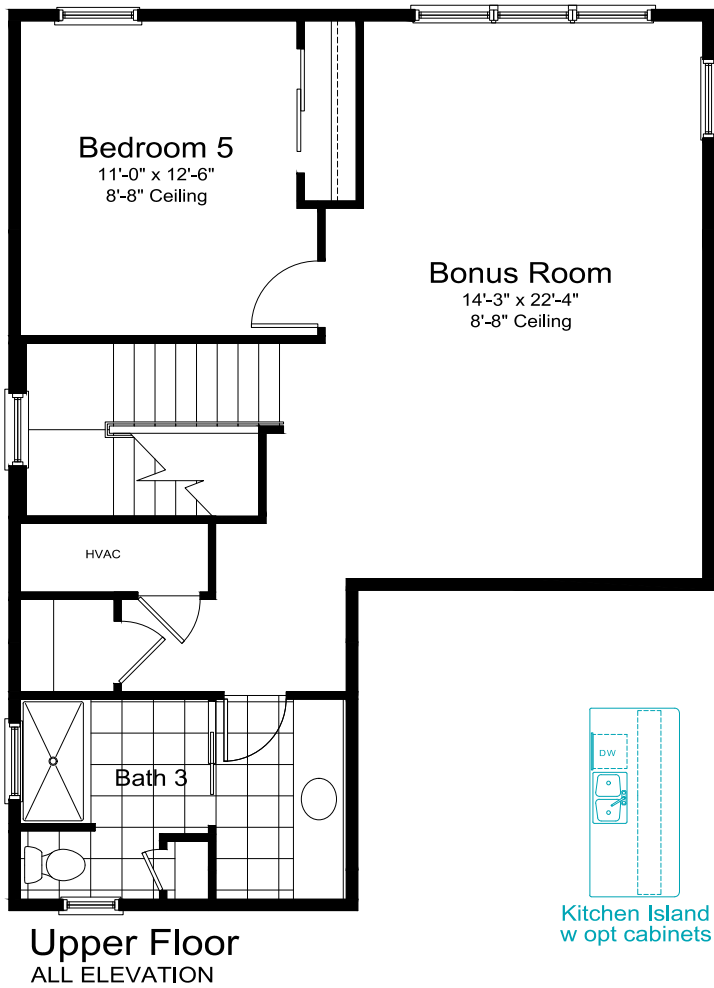 Bedroom 5
11'-0" x 12'-6"
8'-8" Ceiling
Bonus Room
14'-3" x 22'-4"
8'-8" Ceiling
HVAC
Bath 3
DW
Kitchen Island
w opt cabinets
Upper Floor
ALL ELEVATION